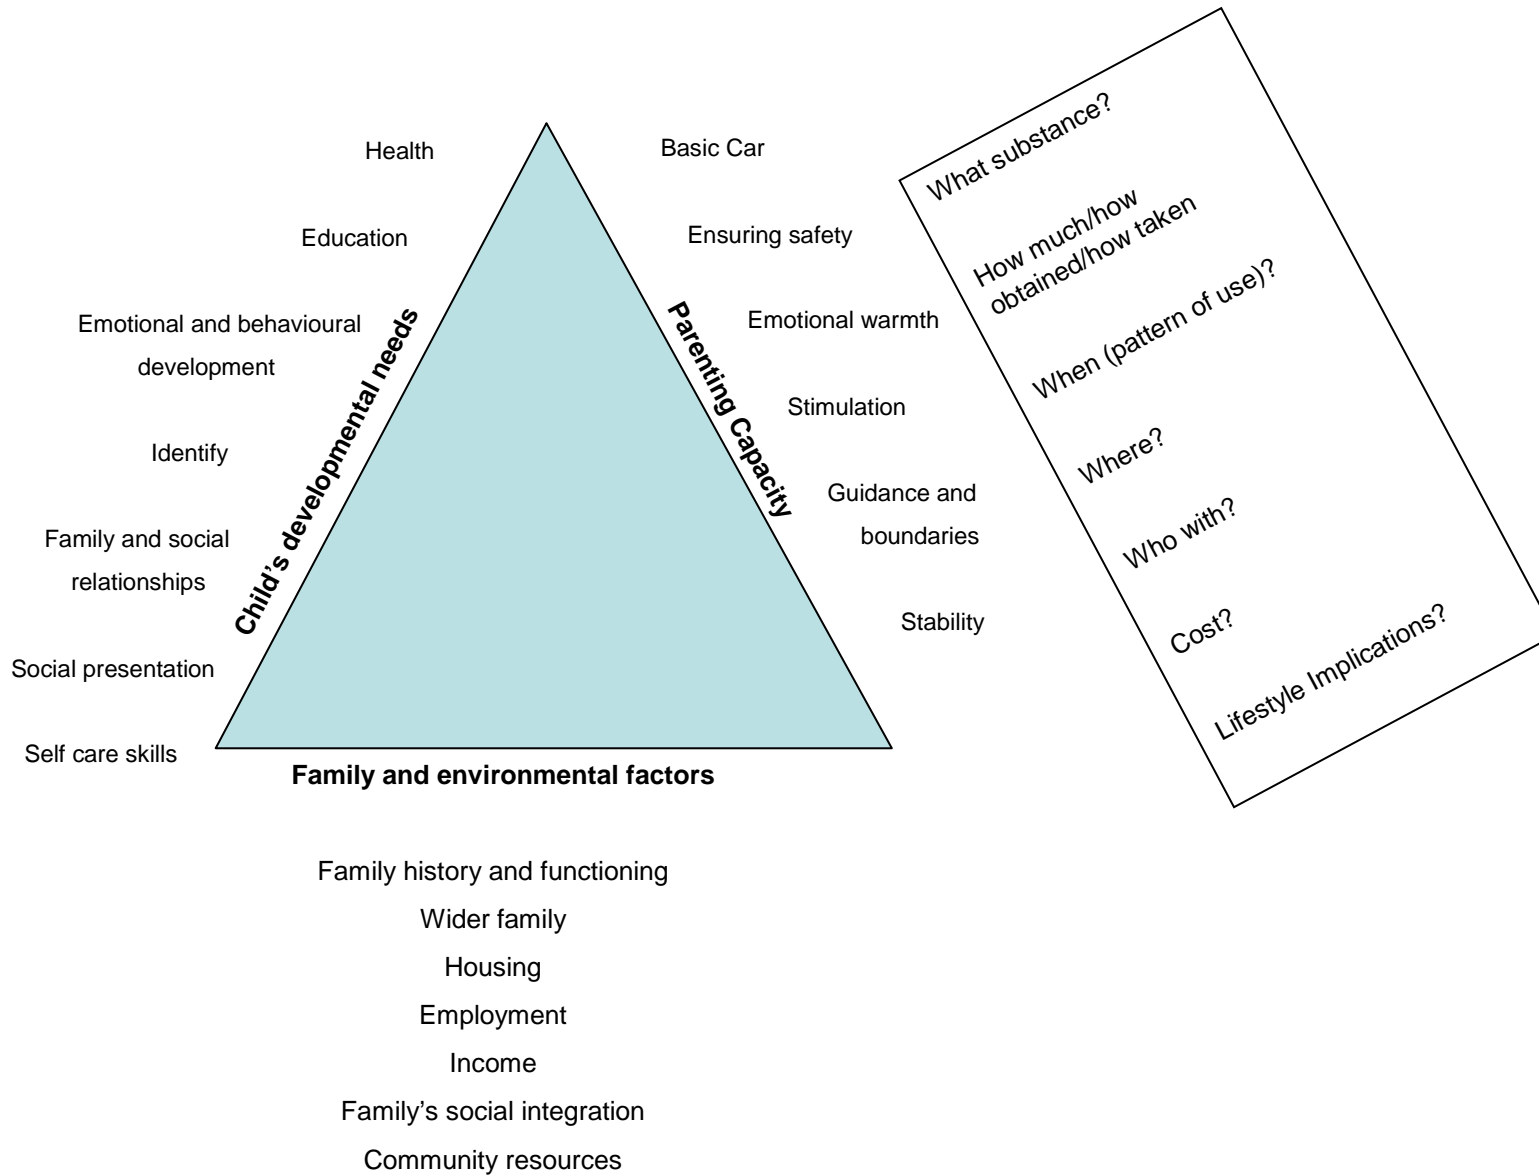 Health
Education
Emotional and behavioural
development
Identify
Family and social
relationships
Social presentation
Self care skills
Child's developmental needs
Basic Car
Ensuring safety
Emotional warmth
Stimulation
Guidance and
boundaries
Stability
Parenting Capacity
What substance?
How much/how
obtained/how taken
When (pattern of use)?
Where?
Who with?
Cost?
Lifestyle Implications?
Family and environmental factors
Family history and functioning
Wider family
Housing
Employment
Income
Family's social integration
Community resources